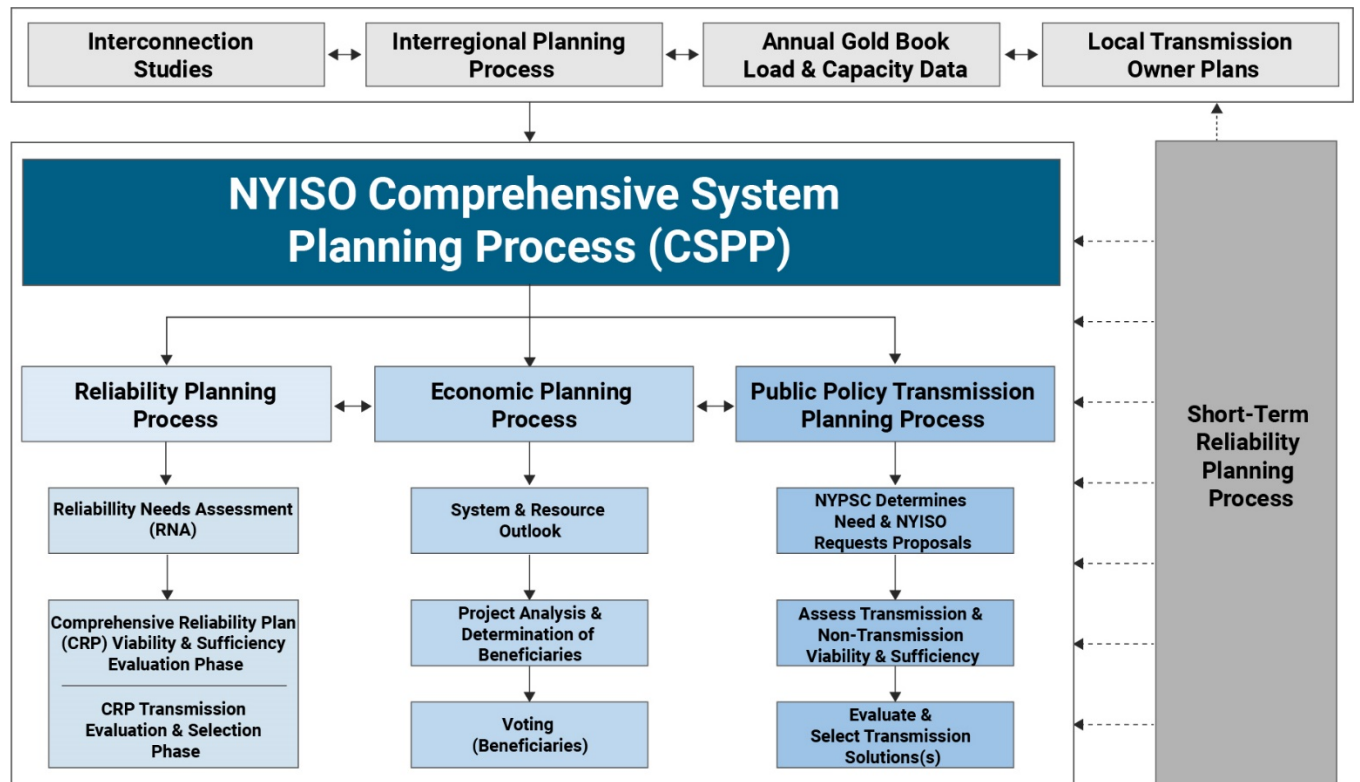 Interconnection
Studies
Interregional Planning
Process
Annual Gold Book
Load & Capacity Data
Local Transmission
Owner Plans
NYISO Comprehensive System
Planning Process (CSPP)
Reliability Planning
Process
Economic Planning
Process
Public Policy Transmission
Planning Process
Short-Term
Reliability
Planning
Process
Reliabillity Needs Assessment
(RNA)
System & Resource
Outlook
NYPSC Determines
Need & NYISO
Requests Proposals
Comprehensive Reliability Plan
(CRP) Viability & Sufficiency
Evaluation Phase
CRP Transmission
Evaluation & Selection
Phase
Project Analysis &
Determination of
Beneficiaries
Assess Transmission &
Non-Transmission
Viability & Sufficiency
Voting
(Beneficiaries)
Evaluate &
Select Transmission
Solutions(s)